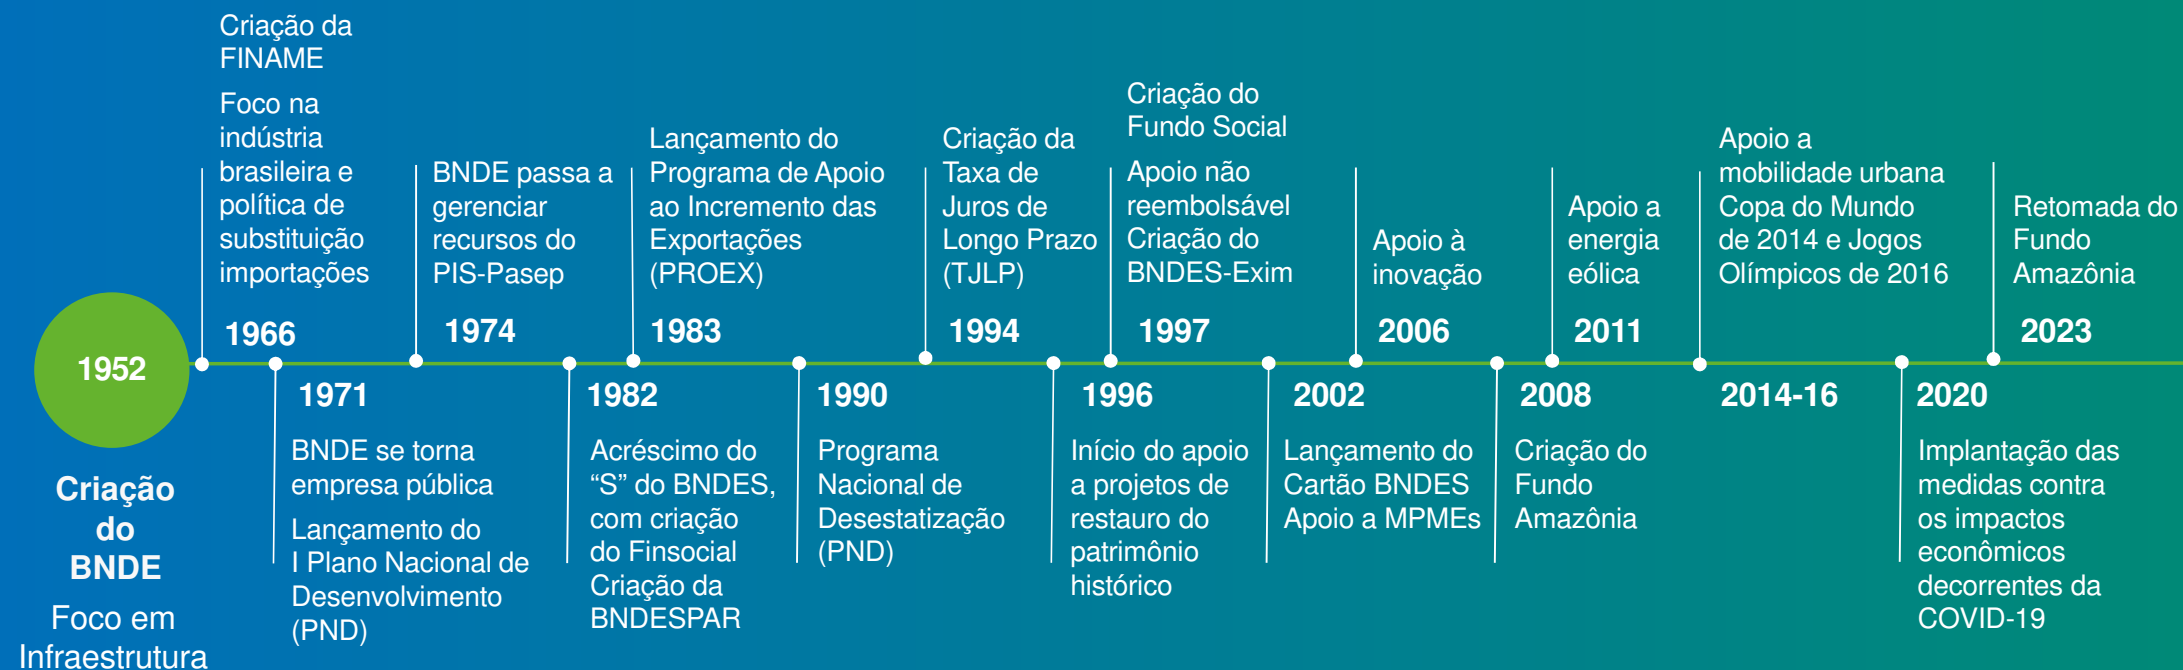 1952
Criação
do
BNDE
Foco em
Infraestrutura
Criação da
FINAME
Foco na
indústria
brasileira e
política de
substituição
importações
1966
1971
BNDE se torna
empresa pública
Lançamento do
I Plano Nacional de
Desenvolvimento
(PND)
BNDE passa a
gerenciar
recursos do
PIS-Pasep
1974
1982
Acréscimo do
“S” do BNDES,
com criação
do Finsocial
Criação da
BNDESPAR
Lançamento do
Programa de Apoio
ao Incremento das
Exportações
(PROEX)
1983
1990
Programa
Nacional de
Desestatização
(PND)
Criação da
Taxa de
Juros de
Longo Prazo
(TJLP)
1994
1996
Início do apoio
a projetos de
restauro do
patrimônio
histórico
Criação do
Fundo Social
Apoio não
reembolsável
Criação do
BNDES-Exim
1997
2002
Lançamento do
Cartão BNDES
Apoio a MPMEs
Apoio à
inovação
2006
2008
Criação do
Fundo
Amazônia
Apoio a
energia
eólica
2011
Apoio a
mobilidade urbana
Copa do Mundo
de 2014 e Jogos
Olímpicos de 2016
2014-16
2020
Implantação das
medidas contra
os impactos
econômicos
decorrentes da
COVID-19
Retomada do
Fundo
Amazônia
2023